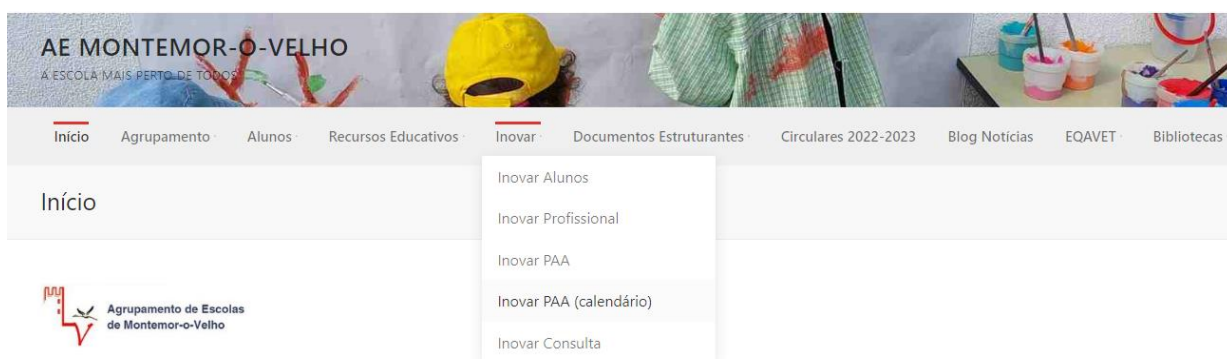 AE MONTEMOR-O-VELHO
A ESCOLA MAIS PERTO DE TODOS
Início Agrupamento Alunos Recursos Educativos Inovar Documentos Estruturantes Circulares 2022-2023 Blog Notícias EQAVET Bibliotecas
Início
Inovar Alunos
Inovar Profissional
Inovar PAA
Inovar PAA (calendário)
Inovar Consulta
Agrupamento de Escolas
de Montemor-o-Velho